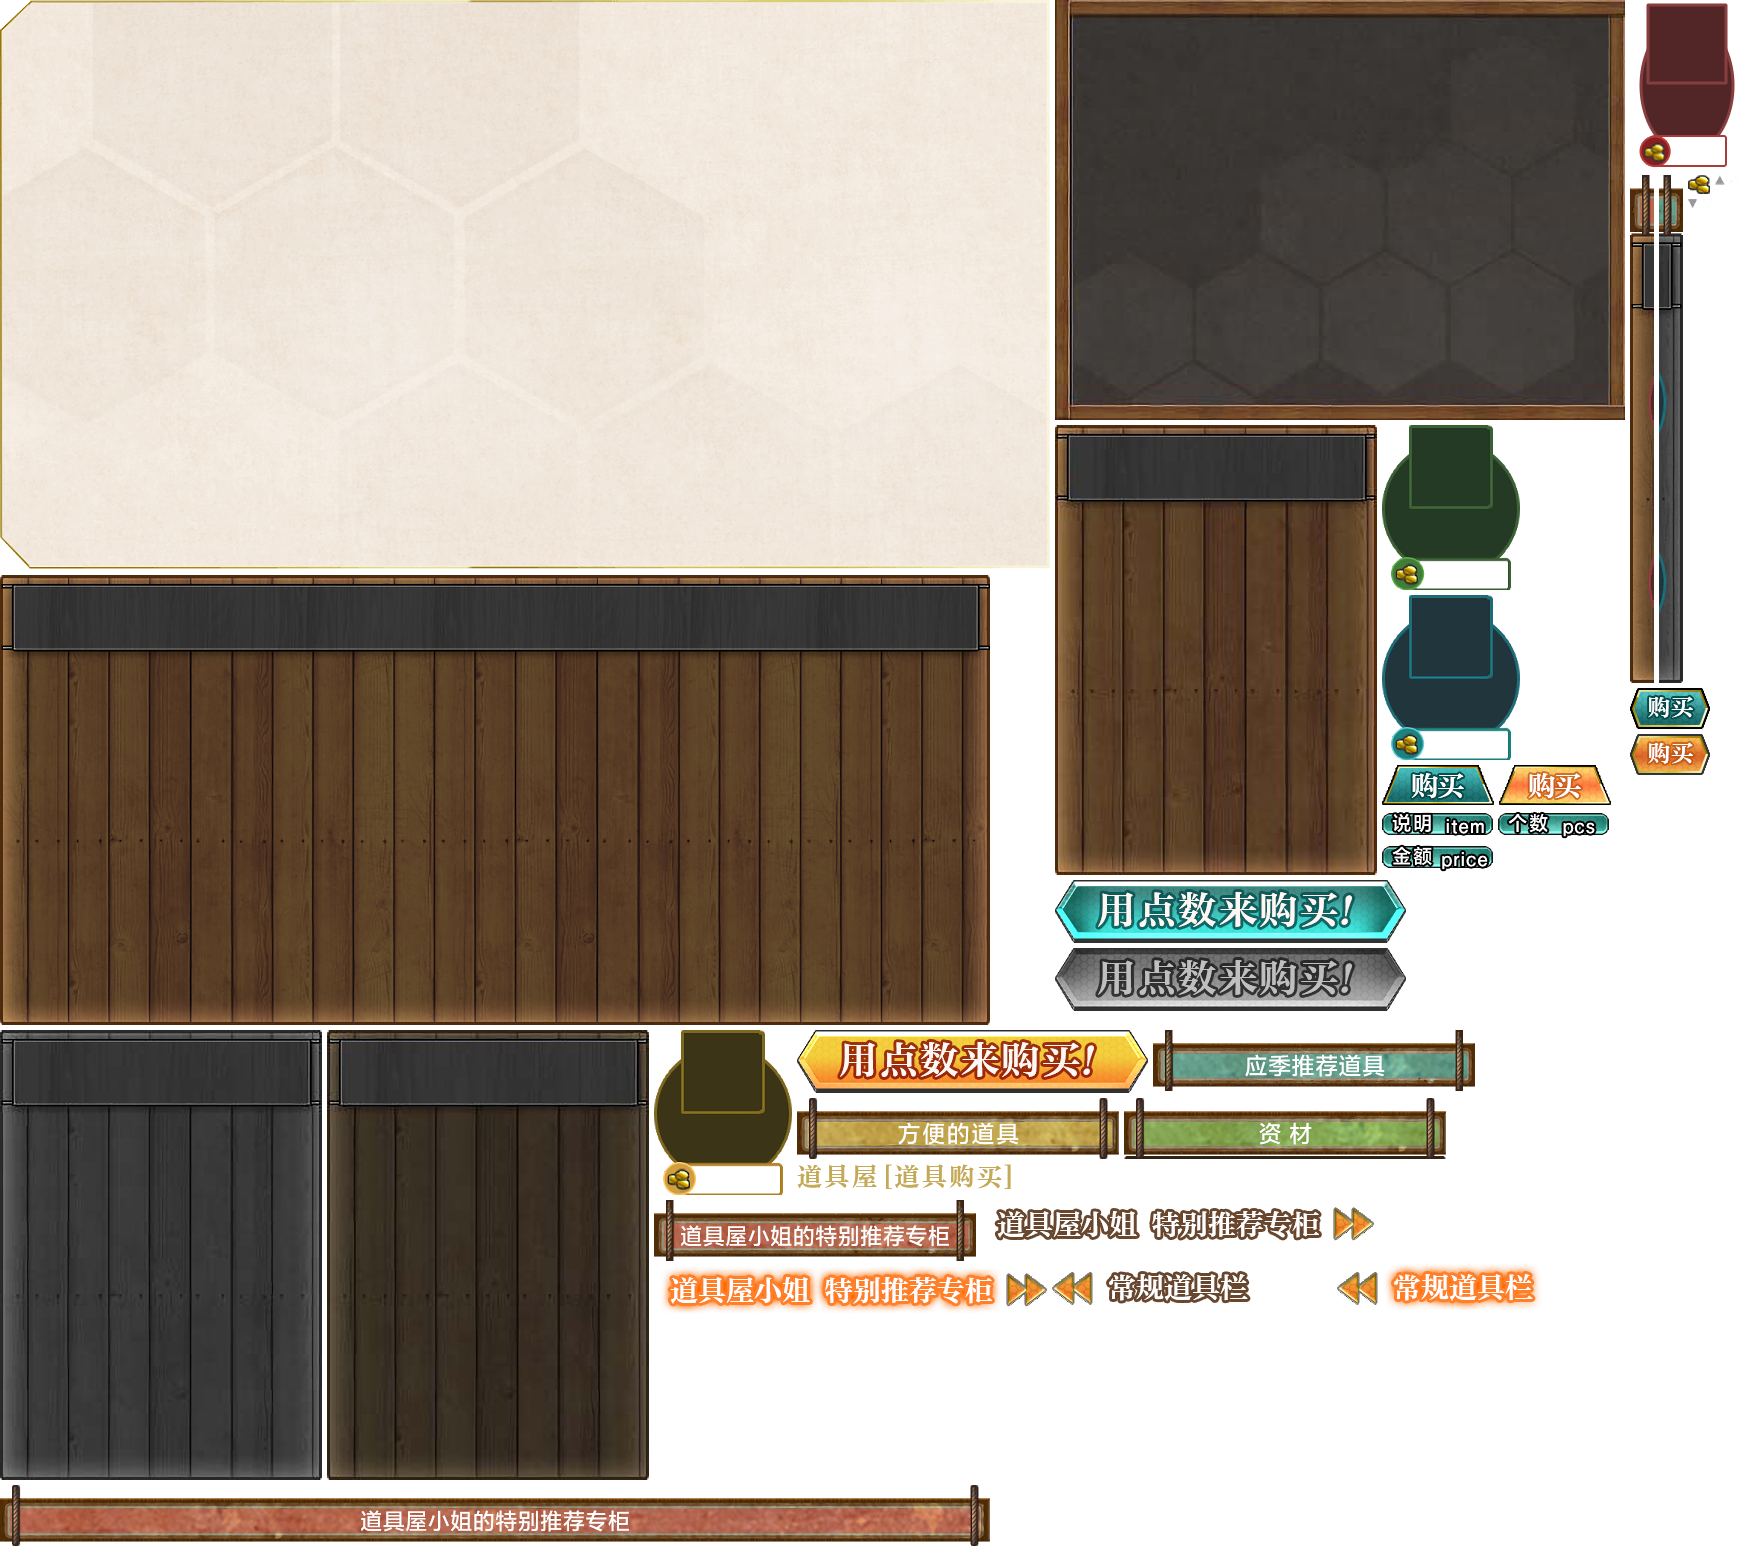 购买
购买
购买
购买
说明 item
个数 pcs
金额 price
用点数来购买!
用点数来购买!
用点数来购买!
应季推荐道具
方便的道具
资 材
道具屋[道具购买]
道具屋小姐的特别推荐专柜
道具屋小姐 特别推荐专柜
道具屋小姐 特别推荐专柜
常规道具栏
常规道具栏
道具屋小姐的特别推荐专柜